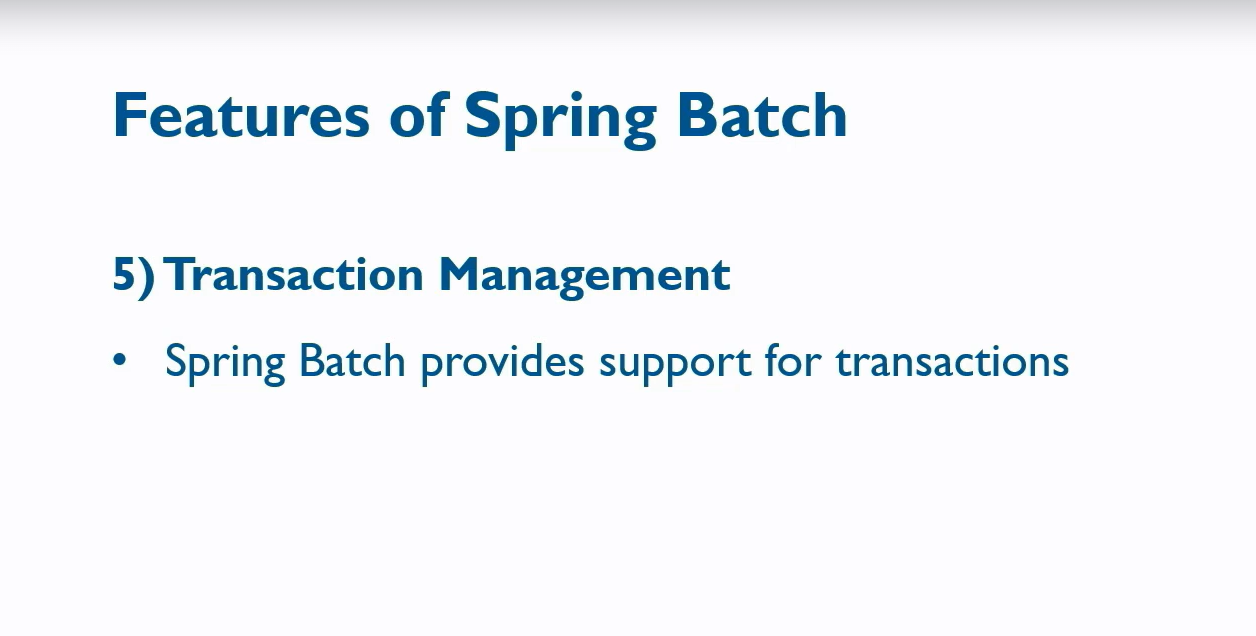 Features of Spring Batch
5) Transaction Management
• Spring Batch provides support for transactions